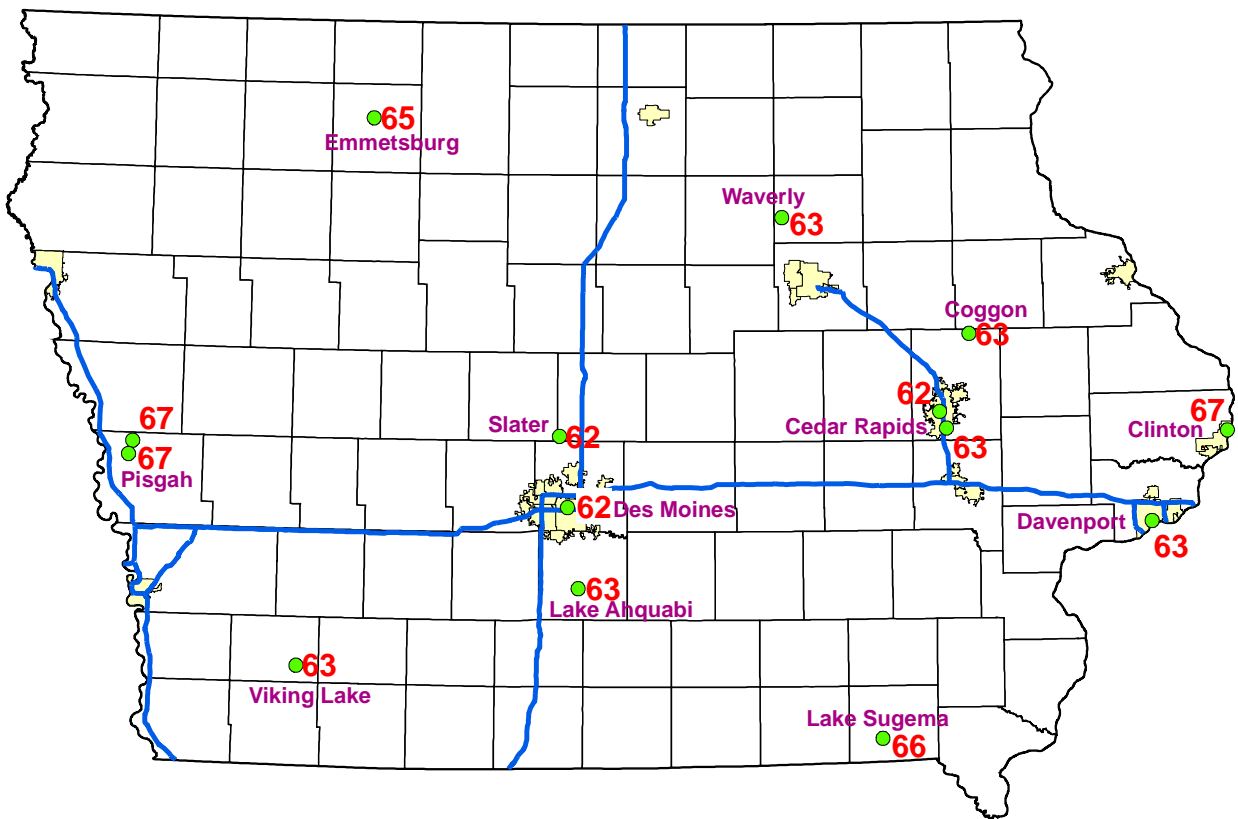 65
Emmetsburg
Waverly
63
Coggon
63
62
Cedar Rapids
63
67
Clinton
67
67
Pisgah
Slater
62
62
Des Moines
Davenport
63
63
Lake Ahquabi
63
Viking Lake
Lake Sugema
66